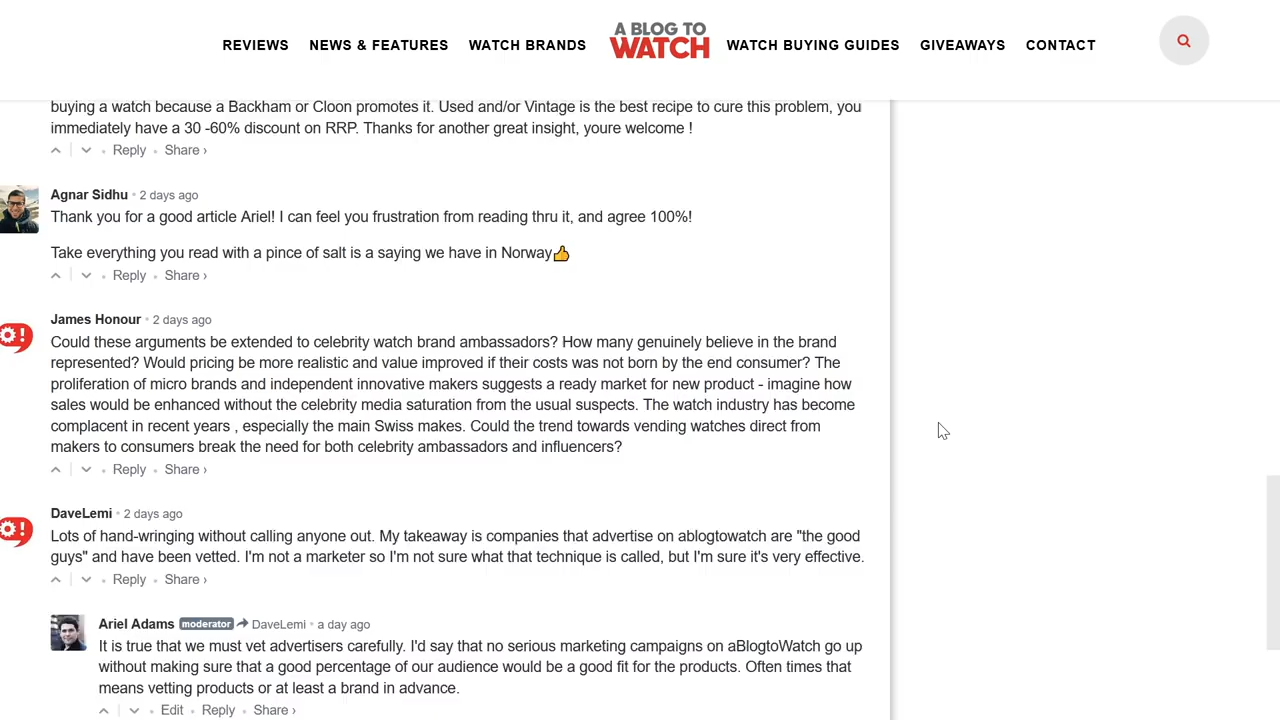 REVIEWS NEWS & FEATURES WATCH BRANDS A BLOG TO WATCH WATCH BUYING GUIDES GIVEAWAYS CONTACT
buying a watch because a Backham or Cloon promotes it. Used and/or Vintage is the best recipe to cure this problem, you
immediately have a 30 -60% discount on RRP. Thanks for another great insight, youre welcome !
Reply Share ›
Agnar Sidhu • 2 days ago
Thank you for a good article Ariel! I can feel you frustration from reading thru it, and agree 100%!
Take everything you read with a pince of salt is a saying we have in Norway👍
Reply Share ›
James Honour • 2 days ago
Could these arguments be extended to celebrity watch brand ambassadors? How many genuinely believe in the brand
represented? Would pricing be more realistic and value improved if their costs was not born by the end consumer? The
proliferation of micro brands and independent innovative makers suggests a ready market for new product - imagine how
sales would be enhanced without the celebrity media saturation from the usual suspects. The watch industry has become
complacent in recent years , especially the main Swiss makes. Could the trend towards vending watches direct from
makers to consumers break the need for both celebrity ambassadors and influencers?
Reply Share ›
DaveLemi • 2 days ago
Lots of hand-wringing without calling anyone out. My takeaway is companies that advertise on ablogtowatch are "the good
guys" and have been vetted. I'm not a marketer so I'm not sure what that technique is called, but I'm sure it's very effective.
Reply Share ›
Ariel Adams moderator DaveLemi • a day ago
It is true that we must vet advertisers carefully. I'd say that no serious marketing campaigns on aBlogtoWatch go up
without making sure that a good percentage of our audience would be a good fit for the products. Often times that
means vetting products or at least a brand in advance.
Edit Reply Share ›